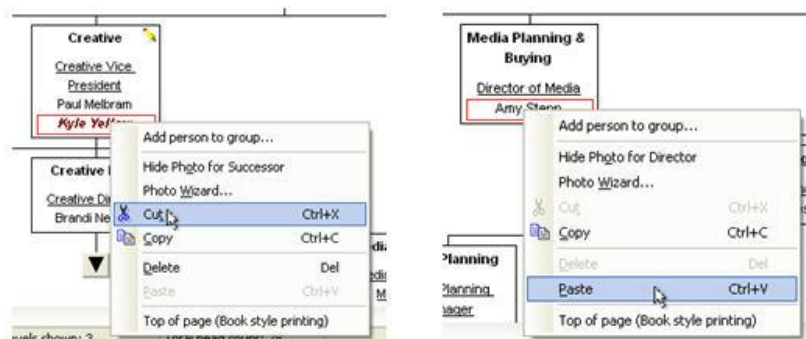 Creative
Creative Vice
President
Paul Melbram
Kyle Yellow
Add person to group...
Hide Photo for Successor
Photo Wizard...
Cut Ctrl+X
Copy Ctrl+C
Delete Del
Paste Ctrl+V
Top of page (Book style printing)
Creative
Creative
Brandi
Media Planning &
Buying
Director of Media
Amy Stepp
Add person to group...
Hide Photo for Director
Photo Wizard...
Cut Ctrl+X
Copy Ctrl+C
Delete Del
Paste Ctrl+V
Top of page (Book style printing)
Planning
Planning